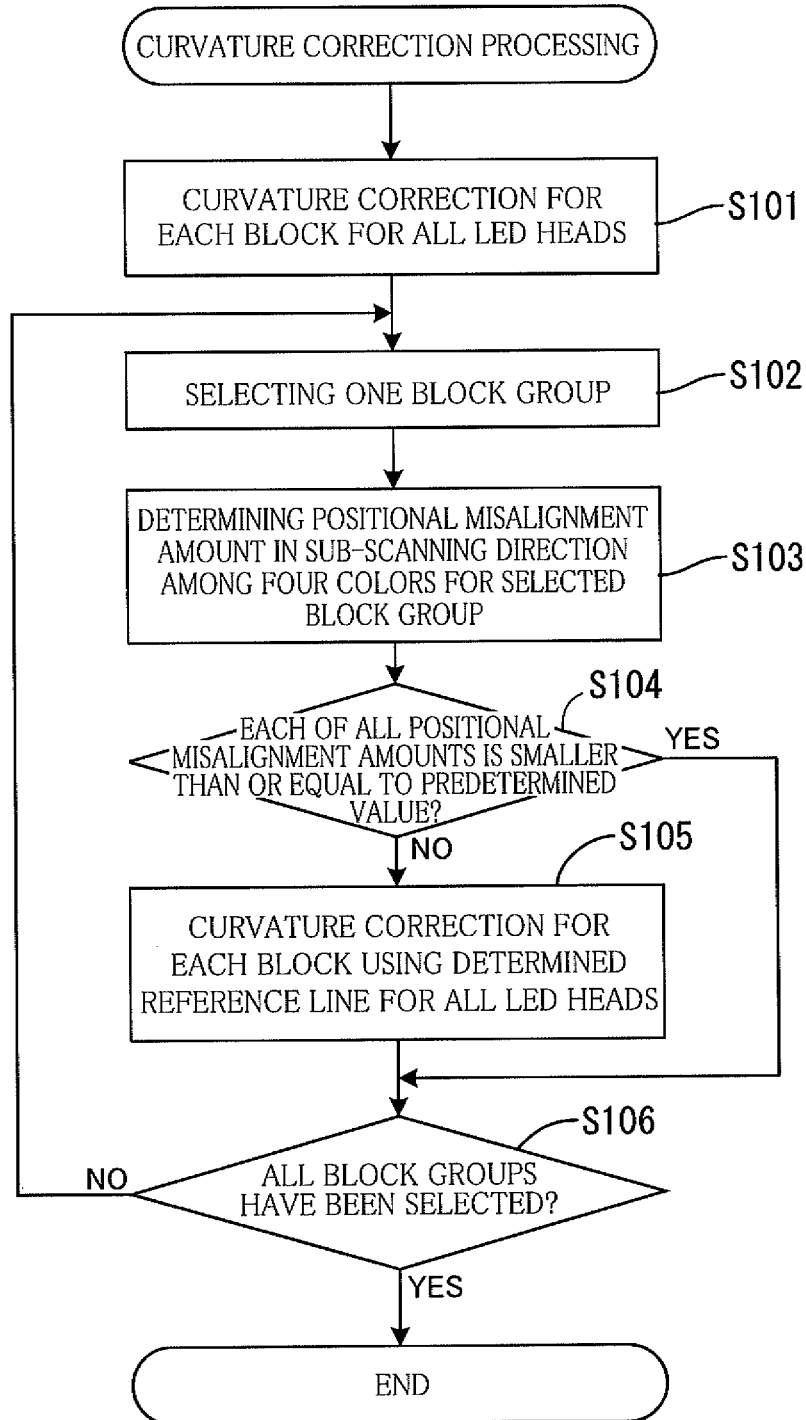 CURVATURE CORRECTION PROCESSING
CURVATURE CORRECTION FOR
EACH BLOCK FOR ALL LED HEADS
S101
SELECTING ONE BLOCK GROUP
S102
DETERMINING POSITIONAL MISALIGNMENT
AMOUNT IN SUB-SCANNING DIRECTION
AMONG FOUR COLORS FOR SELECTED
BLOCK GROUP
S103
S104
EACH OF ALL POSITIONAL
MISALIGNMENT AMOUNTS IS SMALLER
THAN OR EQUAL TO PREDETERMINED
VALUE?
YES
NO
S105
CURVATURE CORRECTION FOR
EACH BLOCK USING DETERMINED
REFERENCE LINE FOR ALL LED HEADS
S106
NO
ALL BLOCK GROUPS
HAVE BEEN SELECTED?
YES
END